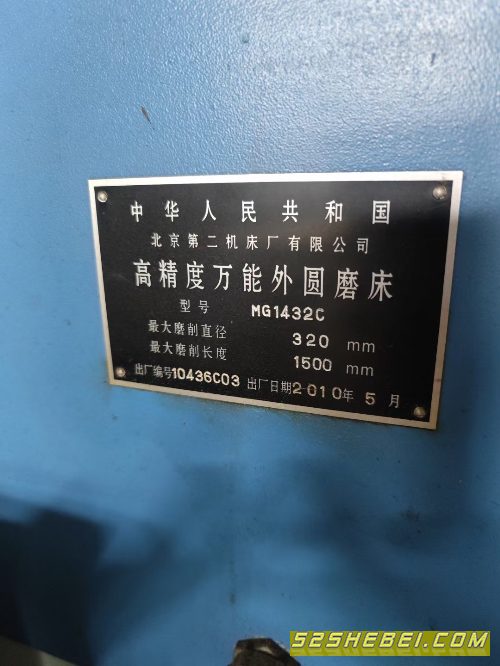 中华人民共和国
北京第二机床厂有限公司
高精度万能外圆磨床
型号 MG1432C
最大磨削直径 320 mm
最大磨削长度 1500 mm
出厂编号10436C03 出厂日期2010年5月
52SHEBEI.COM